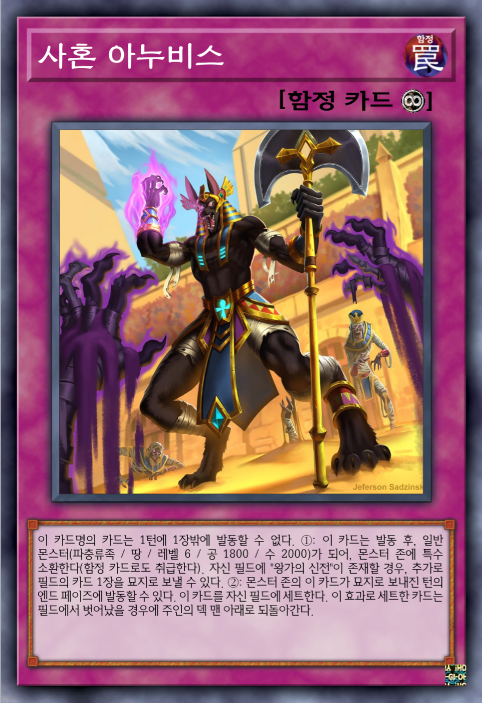 사혼 아누비스
함정
罠
[함정 카드 ♾]
Jeferson Sadzinsk
이 카드명의 카드는 1턴에 1장밖에 발동할 수 없다. ①: 이 카드는 발동 후, 일반
몬스터(파충류족 / 땅 / 레벨 6 / 공 1800 / 수 2000)가 되어, 몬스터 존에 특수
소환한다(함정 카드로도 취급한다). 자신 필드에 "왕가의 신전"이 존재할 경우, 추가로
필드의 카드 1장을 묘지로 보낼 수 있다. ②: 몬스터 존의 이 카드가 묘지로 보내진 턴의
엔드 페이즈에 발동할 수 있다. 이 카드를 자신 필드에 세트한다. 이 효과로 세트한 카드는
필드에서 벗어났을 경우에 주인의 덱 맨 아래로 되돌아간다.